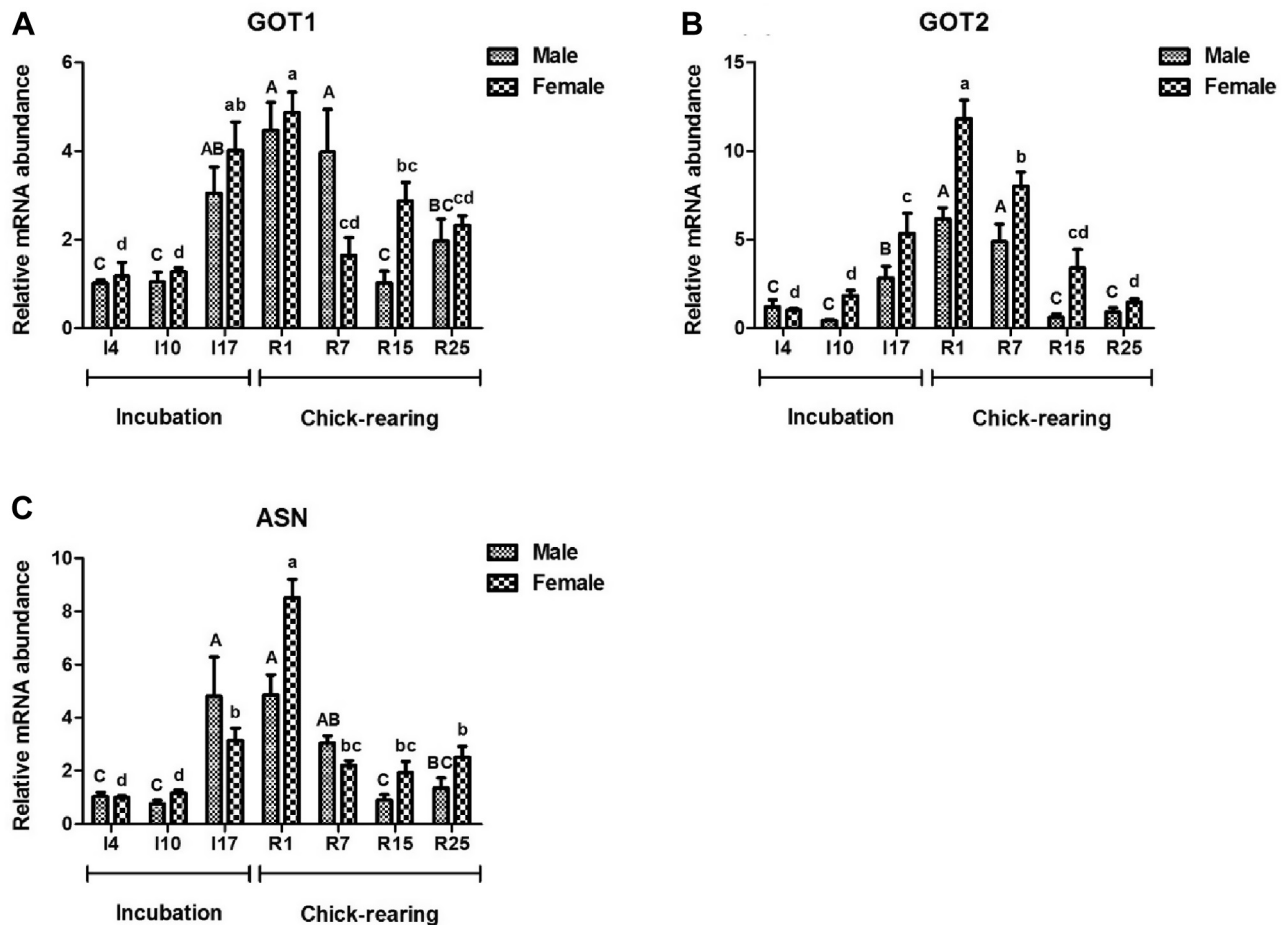 A
GOT1
Male
Female
Relative mRNA abundance
6
4
2
0
C d C d AB ab A a A cd C bc BC cd
I4 I10 I17 R1 R7 R15 R25
Incubation Chick-rearing
B
GOT2
Male
Female
Relative mRNA abundance
15
10
5
0
C d C d B c A a A b C cd C d
I4 I10 I17 R1 R7 R15 R25
Incubation Chick-rearing
C
ASN
Male
Female
Relative mRNA abundance
10
8
6
4
2
0
C d C d A b A a AB bc C bc BC b
I4 I10 I17 R1 R7 R15 R25
Incubation Chick-rearing